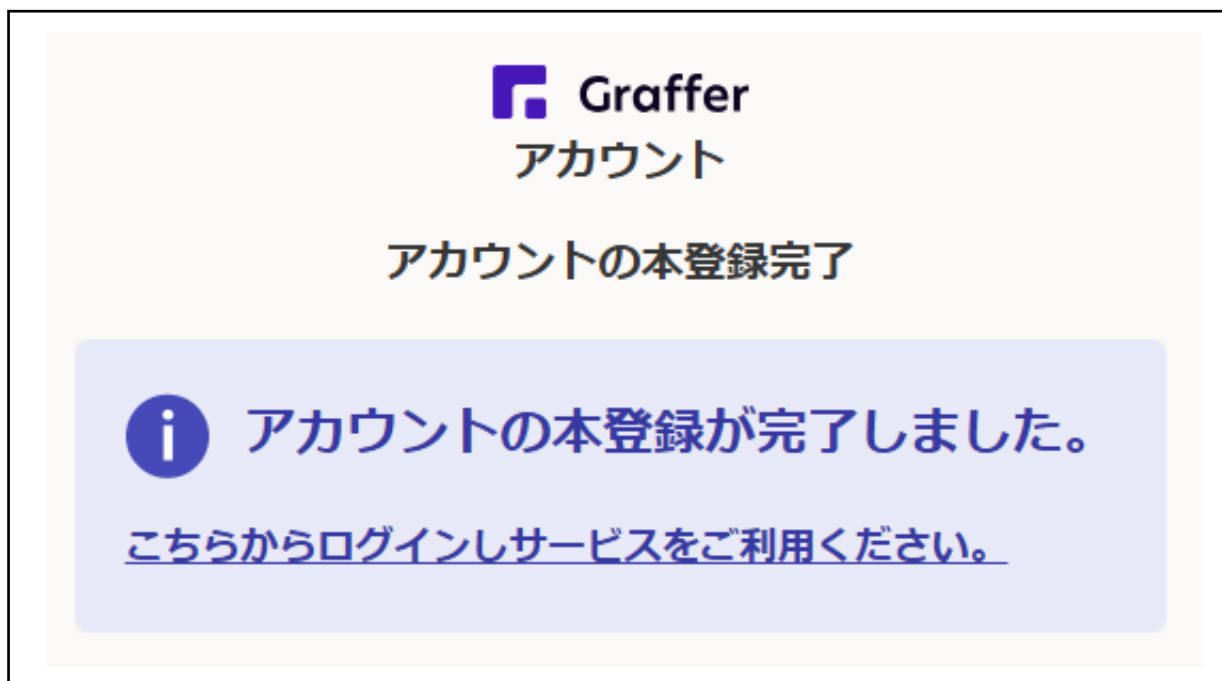 Graffer
アカウント
アカウントの本登録完了
アカウントの本登録が完了しました。
こちらからログインしサービスをご利用ください。